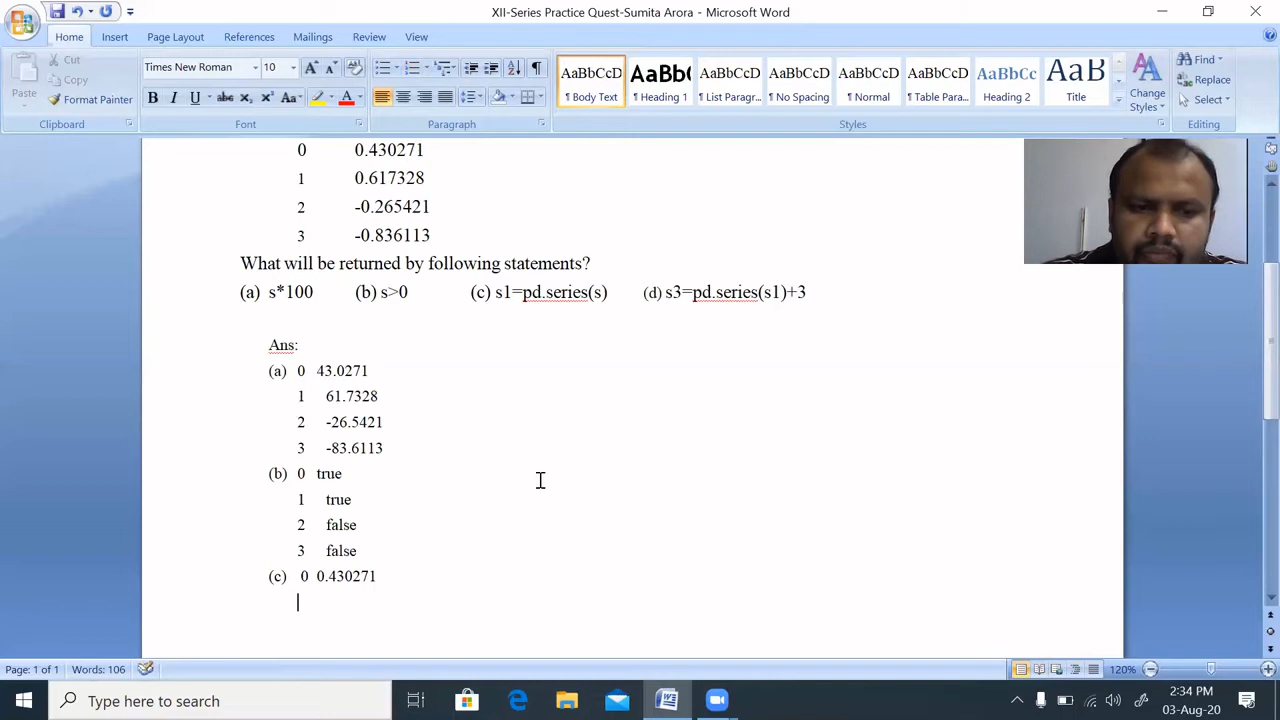 XII-Series Practice Quest-Sumita Arora - Microsoft Word
Home Insert Page Layout References Mailings Review View
Cut
Copy
Format Painter
Paste
Clipboard
Times New Roman 10
Font
Paragraph
AaBbCcD AaBbC AaBbCcD AaBbCcD AaBbCcD AaBbCcD AaBbCc AaB
¶ Body Text Heading 1 ¶ List Paragr... ¶ No Spacing ¶ Normal ¶ Table Para... Heading 2 Title
Change Styles
Styles
Find
Replace
Select
Editing
0 0.430271
1 0.617328
2 -0.265421
3 -0.836113
What will be returned by following statements?
(a) s*100 (b) s>0 (c) s1=pd.series(s) (d) s3=pd.series(s1)+3
Ans:
(a) 0 43.0271
1 61.7328
2 -26.5421
3 -83.6113
(b) 0 true
1 true
2 false
3 false
(c) 0 0.430271
Page: 1 of 1 Words: 106 120%
Type here to search
2:34 PM
03-Aug-20